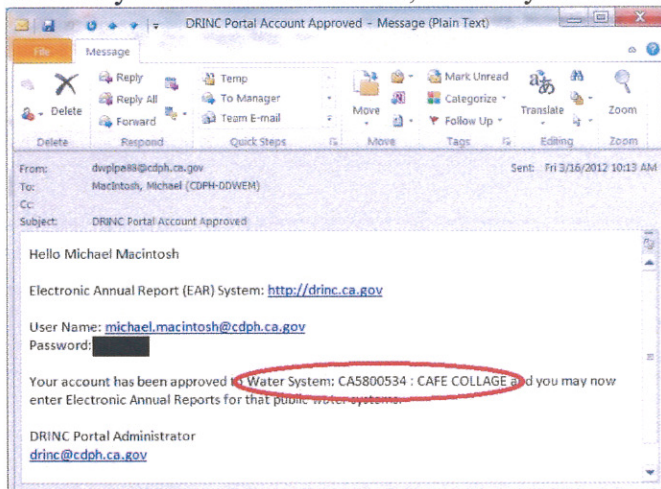 DRINC Portal Account Approved - Message (Plain Text)
File Message
Delete
Reply
Reply All
Forward
Temp
To Manager
Team E-mail
Move
Mark Unread
Categorize
Follow Up
Translate
Zoom
Delete Respond Quick Steps Move Tags Editing Zoom
From: dwplpa88@cdph.ca.gov Sent: Fri 3/16/2012 10:13 AM
To: MacIntosh, Michael (CDPH-DDWEM)
Cc:
Subject: DRINC Portal Account Approved
Hello Michael Macintosh
Electronic Annual Report (EAR) System: http://drinc.ca.gov
User Name: michael.macintosh@cdph.ca.gov
Password:
Your account has been approved to Water System: CA5800534 : CAFE COLLAGE and you may now
enter Electronic Annual Reports for that public water systems.
DRINC Portal Administrator
drinc@cdph.ca.gov